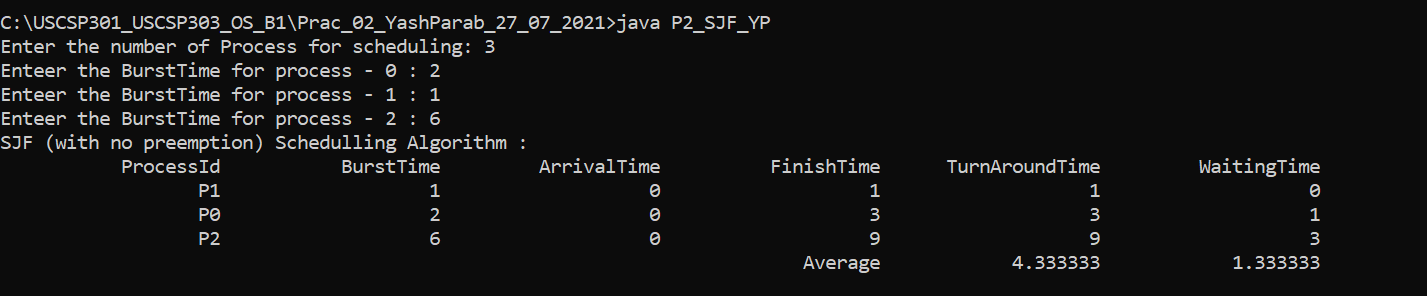 C:\USCSP301_USCSP303_OS_B1\Prac_02_YashParab_27_07_2021>java P2_SJF_YP
Enter the number of Process for scheduling: 3
Enteer the BurstTime for process - 0 : 2
Enteer the BurstTime for process - 1 : 1
Enteer the BurstTime for process - 2 : 6
SJF (with no preemption) Schedulling Algorithm :
ProcessId BurstTime ArrivalTime FinishTime TurnAroundTime WaitingTime
P1 1 0 1 1 0
P0 2 0 3 3 1
P2 6 0 9 9 3
Average 4.333333 1.333333